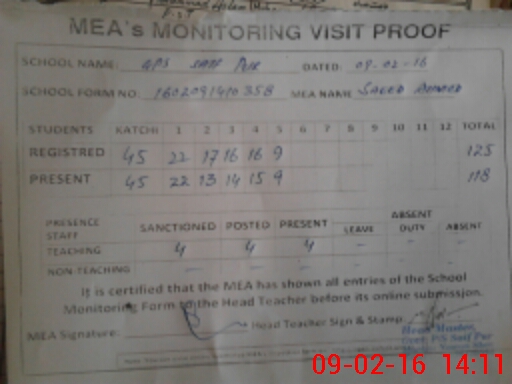 MEA's MONITORING VISIT PROOF
SCHOOL NAME: GPS Saif Pur DATED: 09-02-16
SCHOOL FORM NO: 1602091410358 MEA NAME Saeed Ahmed
STUDENTS KATCHI 1 2 3 4 5 6 7 8 9 10 11 12 TOTAL
REGISTRED 45 22 17 16 16 9 125
PRESENT 45 22 13 14 15 9 118
PRESENCE STAFF SANCTIONED POSTED PRESENT LEAVE ABSENT DUTY ABSENT
TEACHING 4 4 4 - - -
NON-TEACHING - - - - - -
It is certified that the MEA has shown all entries of the School
Monitoring Form to the Head Teacher before its online submission.
MEA Signature: Head Teacher Sign & Stamp
Head Master,
Govt: P/S Saif Pur
09-02-16 14:11